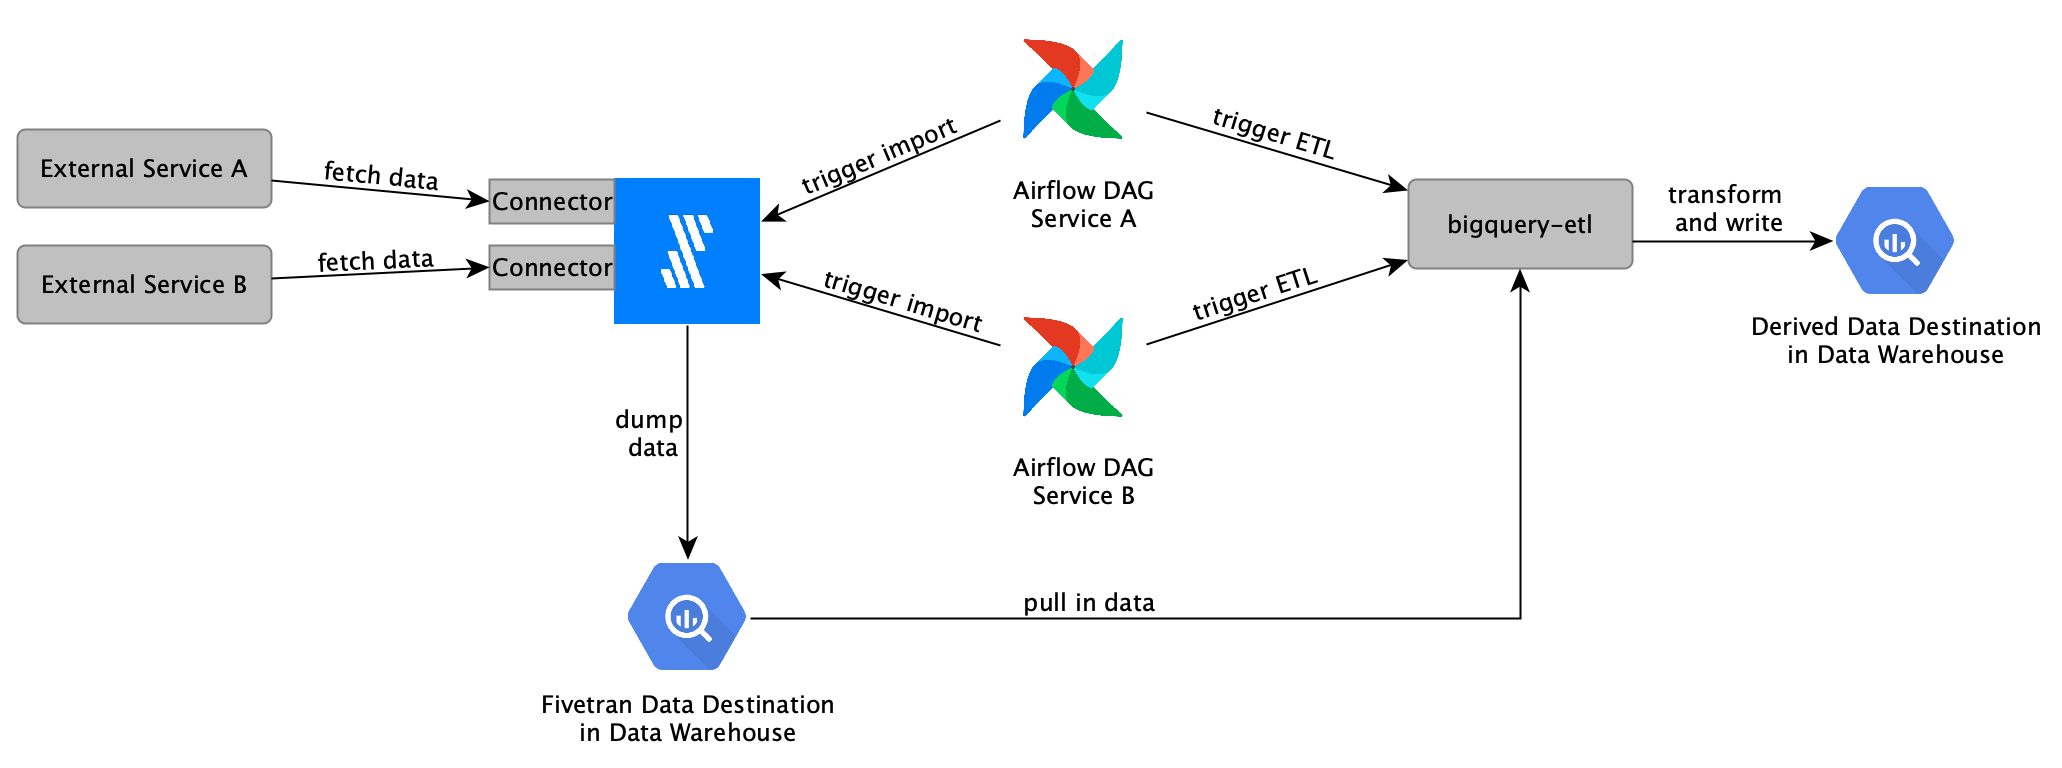 External Service A
External Service B
fetch data
fetch data
Connector
Connector
trigger import
trigger import
Airflow DAG
Service A
Airflow DAG
Service B
trigger ETL
trigger ETL
bigquery-etl
transform
and write
Derived Data Destination
in Data Warehouse
dump
data
pull in data
Fivetran Data Destination
in Data Warehouse